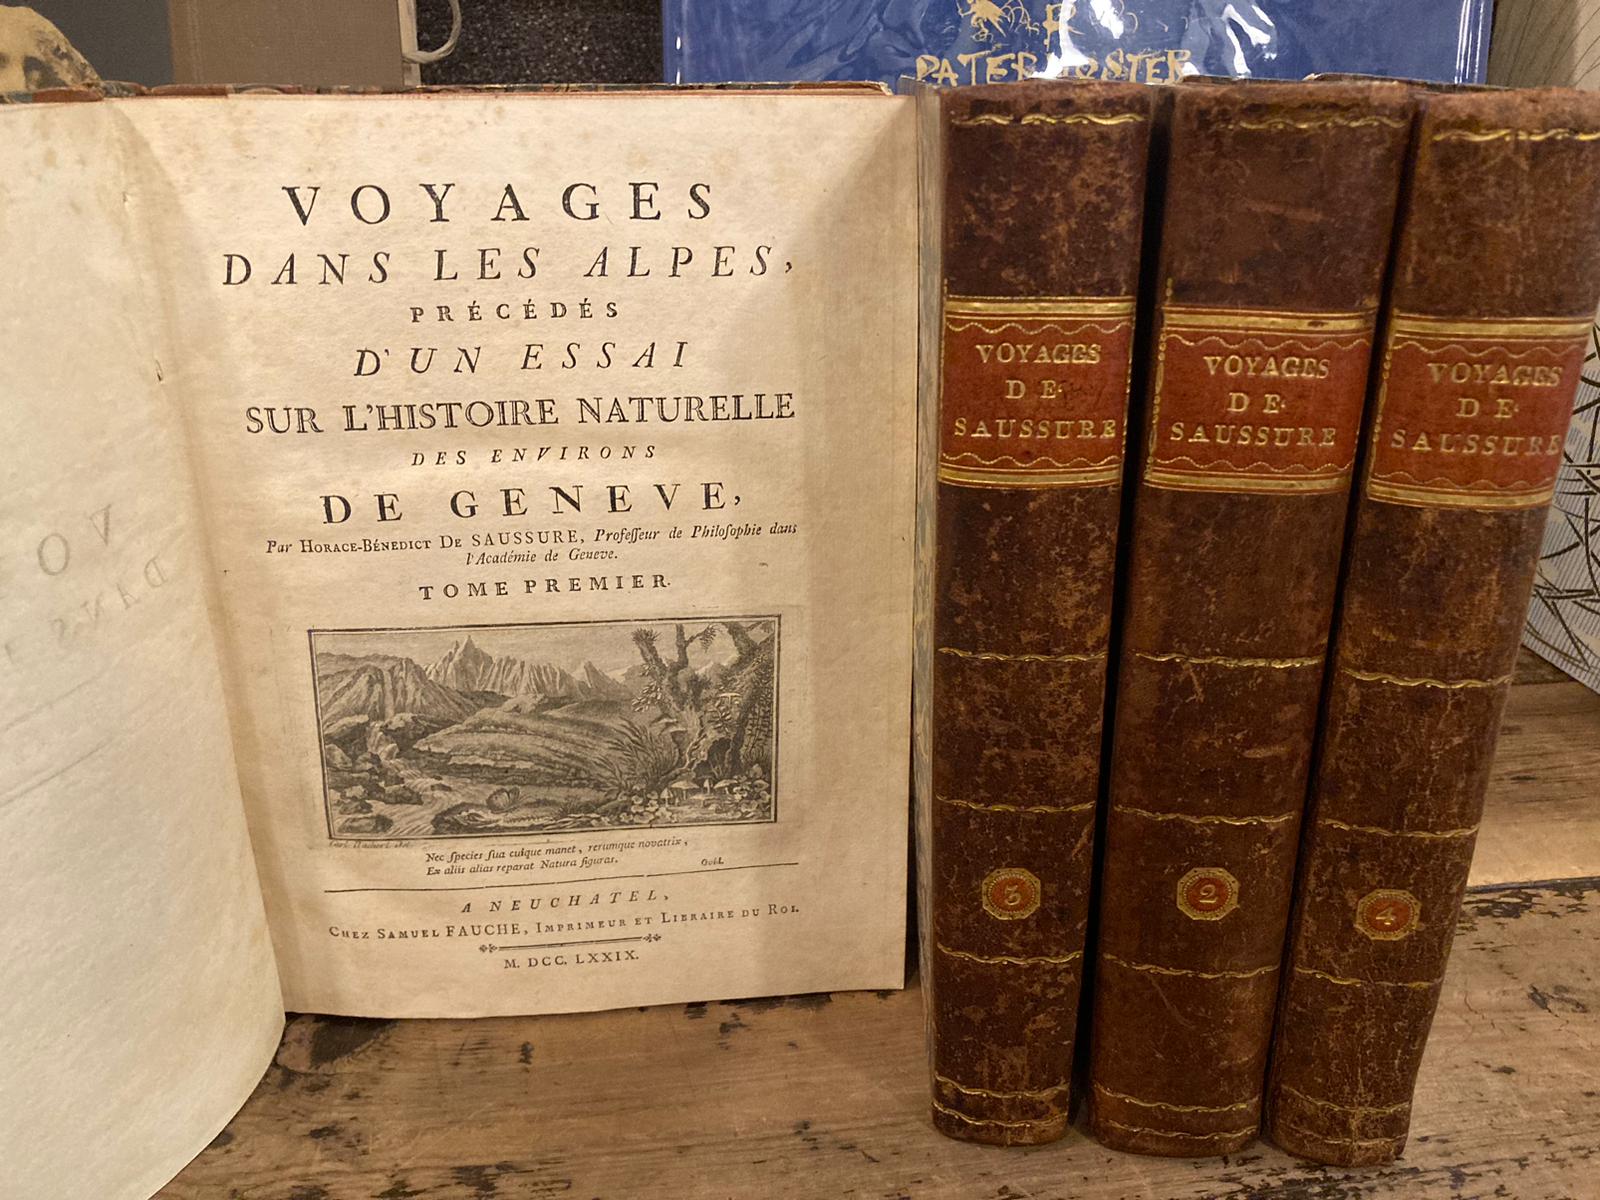 PATERNOSTER
VOYAGES
DANS LES ALPES,
PRÉCÉDÉS
D'UN ESSAI
SUR L'HISTOIRE NATURELLE
DES ENVIRONS
DE GENEVE,
Par HORACE-BÉNEDICT DE SAUSSURE, Profeſſeur de Philoſophie dans
l'Académie de Geneve.
TOME PREMIER.
Nec ſpecies ſua cuique manet, rerumque novatrix,
Ex aliis alias reparat Natura figuras. Ovid.
A NEUCHATEL,
CHEZ SAMUEL FAUCHE, IMPRIMEUR ET LIBRAIRE DU ROI.
M. DCC. LXXIX.
VOYAGES
DE
SAUSSURE
3
VOYAGES
DE
SAUSSURE
2
VOYAGES
DE
SAUSSURE
4